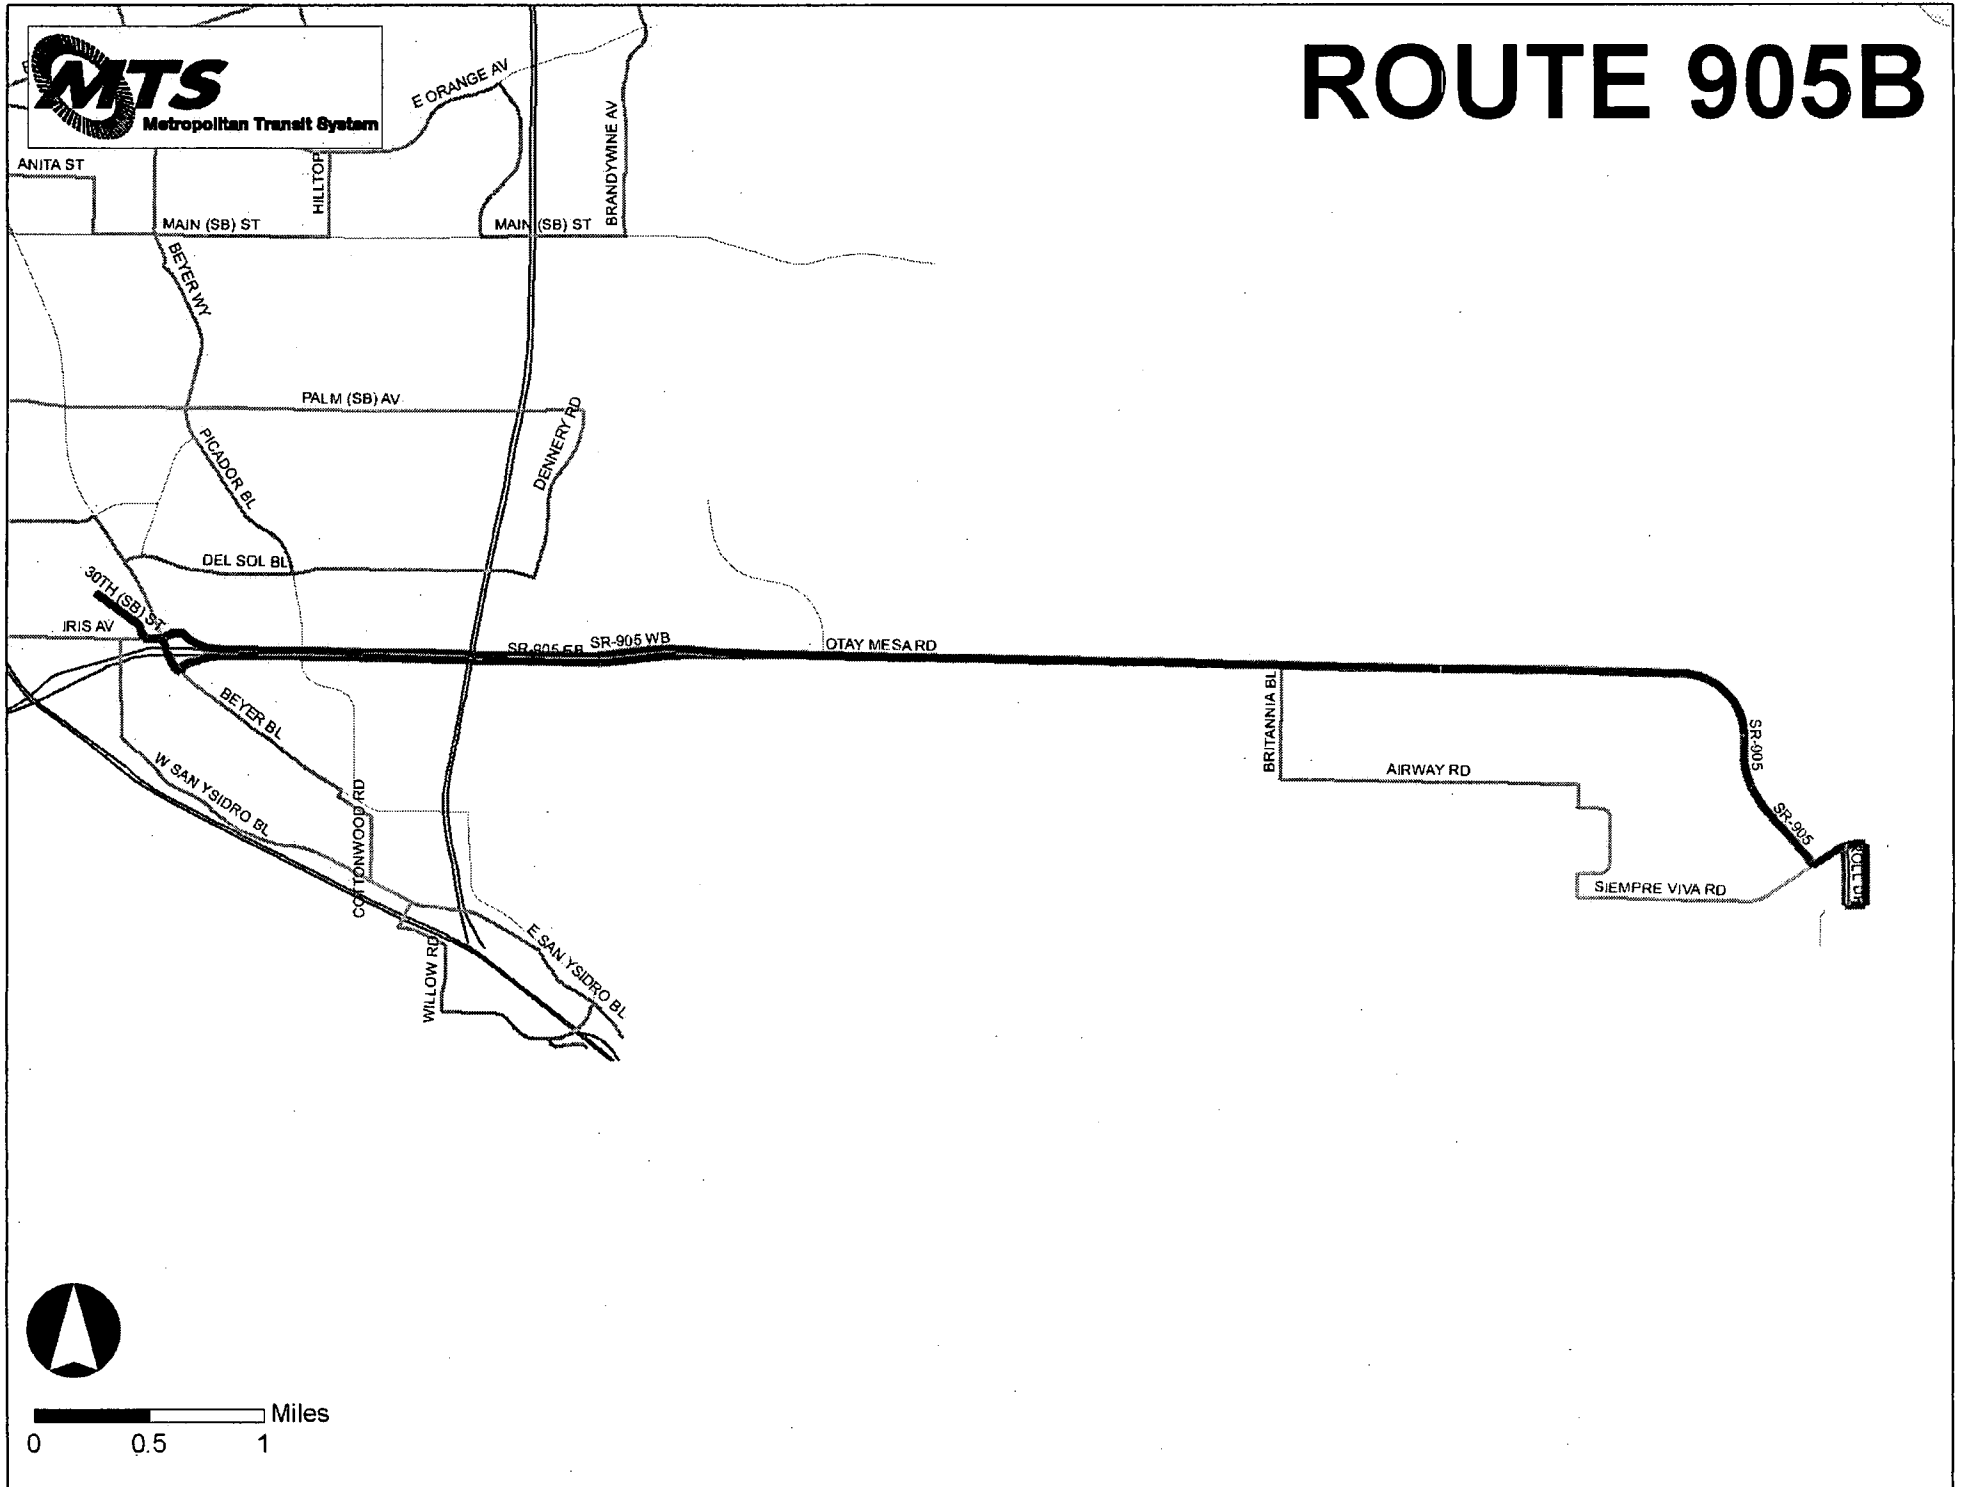 ROUTE 905B
MTS
Metropolitan Transit System
E ORANGE AV
BRANDYWINE AV
ANITA ST
HILLTOP
MAIN (SB) ST
MAIN (SB) ST
BEYER WY
PALM (SB) AV
DENNERY RD
PICADOR BL
DEL SOL BL
30TH (SB) ST
IRIS AV
SR-905 EB
SR-905 WB
OTAY MESA RD
BEYER BL
BRITANNIA BL
SR-905
W SAN YSIDRO BL
COTTONWOOD RD
AIRWAY RD
SR-905
SIEMPRE VIVA RD
E SAN YSIDRO BL
WILLOW RD
Miles
0 0.5 1